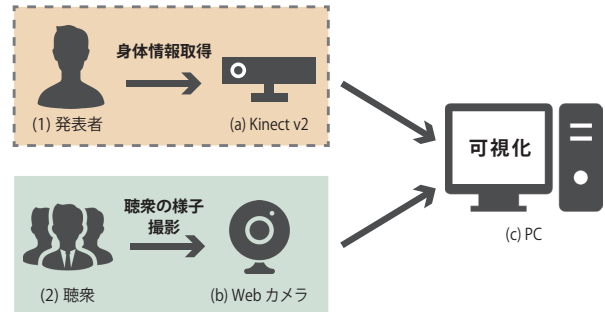 身体情報取得
(1) 発表者
(a) Kinect v2
聴衆の様子
撮影
(2) 聴衆
(b) Web カメラ
可視化
(c) PC